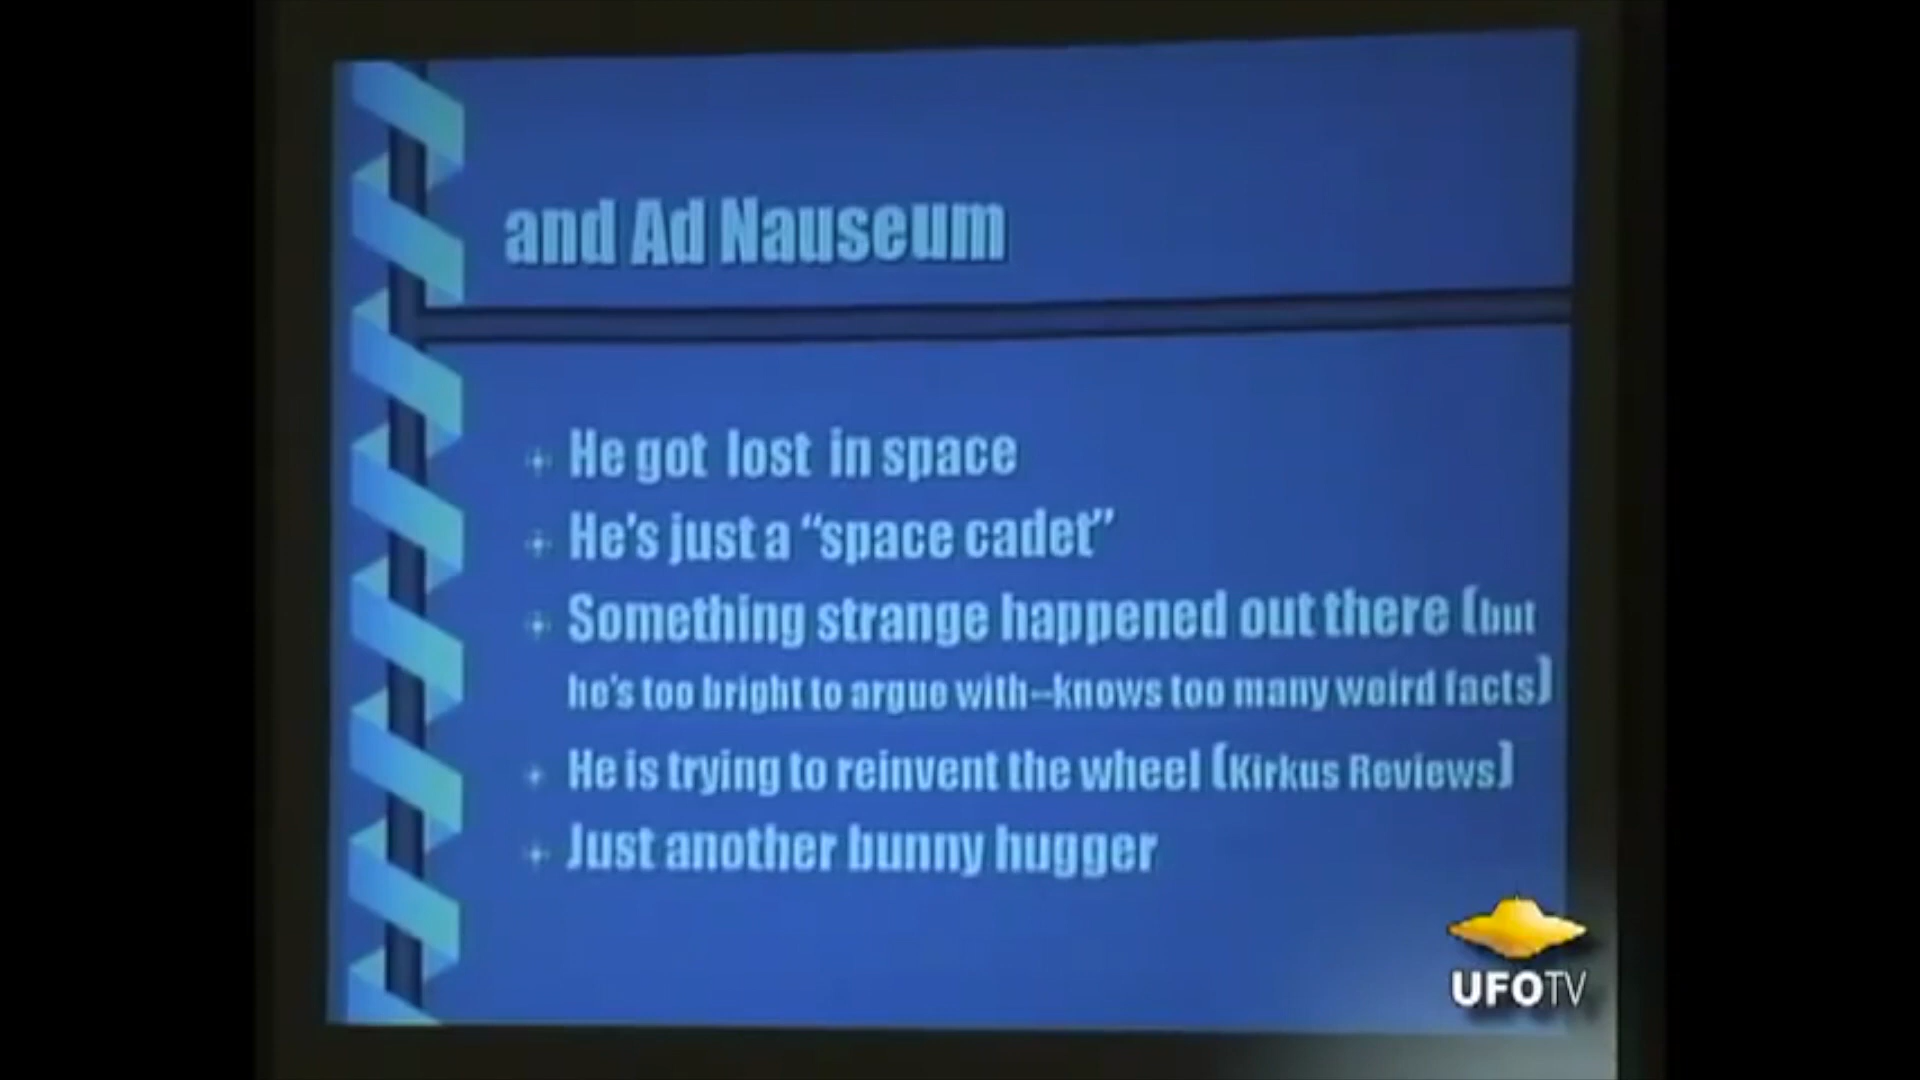 and Ad Nauseum
He got lost in space
He's just a “space cadet”
Something strange happened out there (but
he's too bright to argue with--knows too many weird facts)
He is trying to reinvent the wheel (Kirkus Reviews)
Just another bunny hugger
UFOTV